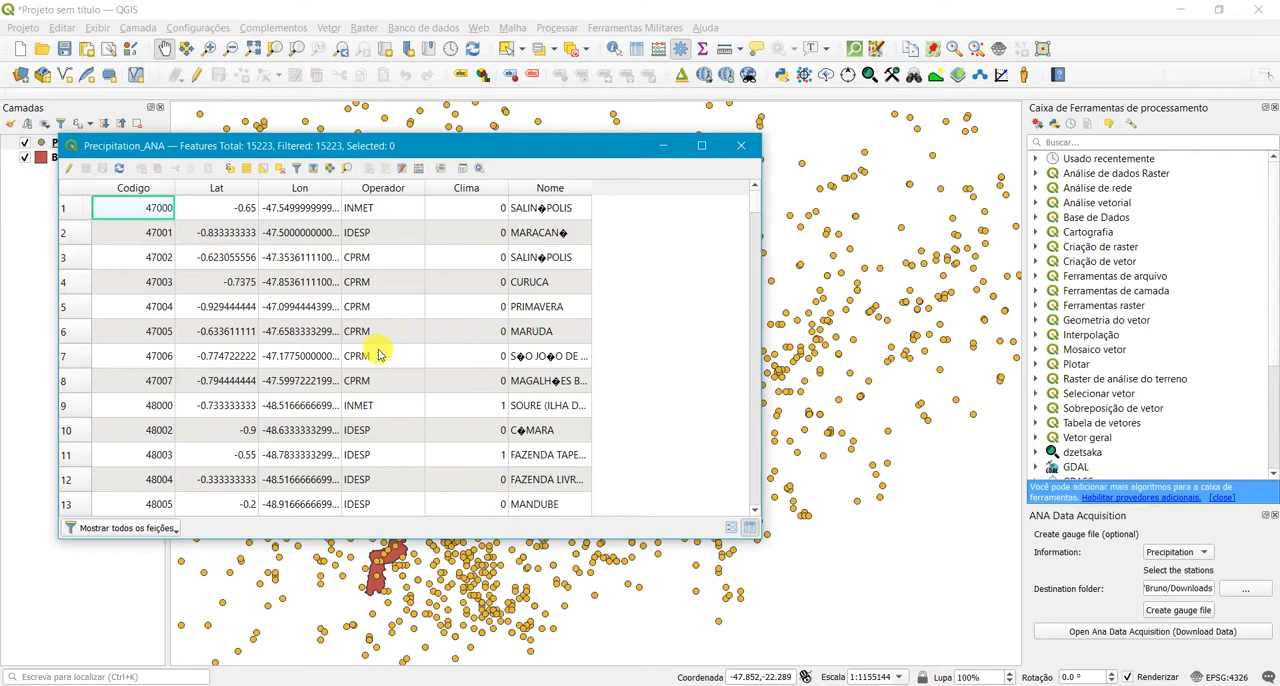 *Projeto sem título — QGIS
Projeto Editar Exibir Camada Configurações Complementos Vetor Raster Banco de dados Web Malha Processar Ferramentas Militares Ajuda
Camadas
Precipitation_ANA — Features Total: 15223, Filtered: 15223, Selected: 0
Codigo Lat Lon Operador Clima Nome
1 47000 -0.65 -47.5499999999... INMET 0 SALIN�POLIS
2 47001 -0.833333333 -47.5000000000... IDESP 0 MARACAN�
3 47002 -0.623055556 -47.3536111100... CPRM 0 SALIN�POLIS
4 47003 -0.7375 -47.8536111100... CPRM 0 CURUCA
5 47004 -0.929444444 -47.0994444399... CPRM 0 PRIMAVERA
6 47005 -0.633611111 -47.6583333299... CPRM 0 MARUDA
7 47006 -0.774722222 -47.1775000000... CPRM 0 S�O JO�O DE ...
8 47007 -0.794444444 -47.5997222199... CPRM 0 MAGALH�ES B...
9 48000 -0.733333333 -48.5166666699... INMET 1 SOURE (ILHA D...
10 48002 -0.9 -48.6333333299... IDESP 0 C�MARA
11 48003 -0.55 -48.7833333299... IDESP 1 FAZENDA TAPE...
12 48004 -0.333333333 -48.5166666699... IDESP 0 FAZENDA LIVR...
13 48005 -0.2 -48.9166666699... IDESP 0 MANDUBE
Mostrar todos os feições
Caixa de Ferramentas de processamento
Buscar...
Usado recentemente
Análise de dados Raster
Análise de rede
Análise vetorial
Base de Dados
Cartografia
Criação de raster
Criação de vetor
Ferramentas de arquivo
Ferramentas de camada
Ferramentas raster
Geometria do vetor
Interpolação
Mosaico vetor
Plotar
Raster de análise do terreno
Selecionar vetor
Sobreposição de vetor
Tabela de vetores
Vetor geral
dzetsaka
GDAL
Você pode adicionar mais algoritmos para a caixa de
ferramentas. Habilitar provedores adicionais. [close]
ANA Data Acquisition
Create gauge file (optional)
Information: Precipitation
Select the stations
Destination folder: 'Bruno/Downloads ...
Create gauge file
Open Ana Data Acquisition (Download Data)
Escreva para localizar (Ctrl+K) Coordenada -47.852,-22.289 Escala 1:1155144 Lupa 100% Rotação 0.0 ° Renderizar EPSG:4326